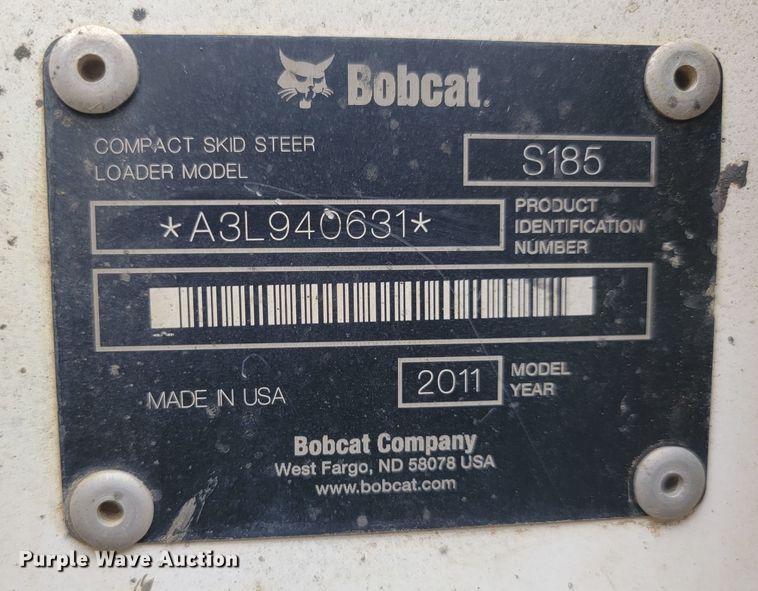 Bobcat®
COMPACT SKID STEER
LOADER MODEL
S185
*A3L940631*
PRODUCT
IDENTIFICATION
NUMBER
MADE IN USA
2011
MODEL
YEAR
Bobcat Company
West Fargo, ND 58078 USA
www.bobcat.com
Purple Wave Auction